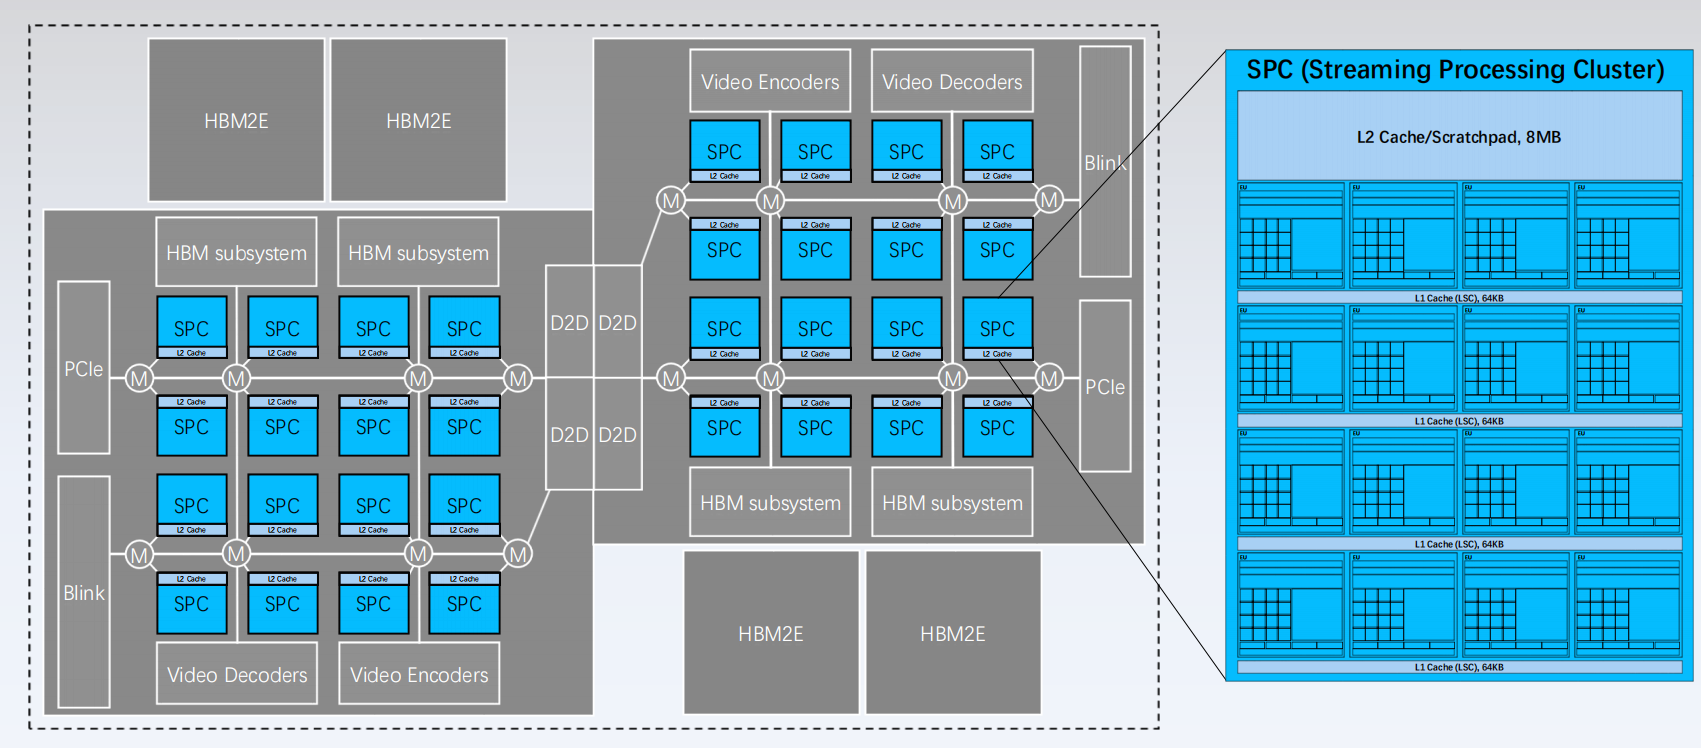 HBM2E
HBM2E
HBM subsystem
HBM subsystem
PCIe
Blink
SPC
L2 Cache
SPC
L2 Cache
SPC
L2 Cache
SPC
L2 Cache
M
M
M
M
L2 Cache
SPC
L2 Cache
SPC
L2 Cache
SPC
L2 Cache
SPC
SPC
L2 Cache
SPC
L2 Cache
SPC
L2 Cache
SPC
L2 Cache
M
M
M
M
L2 Cache
SPC
L2 Cache
SPC
L2 Cache
SPC
L2 Cache
SPC
Video Decoders
Video Encoders
D2D
D2D
D2D
D2D
Video Encoders
Video Decoders
Blink
PCIe
SPC
L2 Cache
SPC
L2 Cache
SPC
L2 Cache
SPC
L2 Cache
M
M
M
M
L2 Cache
SPC
L2 Cache
SPC
L2 Cache
SPC
L2 Cache
SPC
SPC
L2 Cache
SPC
L2 Cache
SPC
L2 Cache
SPC
L2 Cache
M
M
M
M
L2 Cache
SPC
L2 Cache
SPC
L2 Cache
SPC
L2 Cache
SPC
HBM subsystem
HBM subsystem
HBM2E
HBM2E
SPC (Streaming Processing Cluster)
L2 Cache/Scratchpad, 8MB
EU
EU
EU
EU
L1 Cache (LSC), 64KB
EU
EU
EU
EU
L1 Cache (LSC), 64KB
EU
EU
EU
EU
L1 Cache (LSC), 64KB
EU
EU
EU
EU
L1 Cache (LSC), 64KB